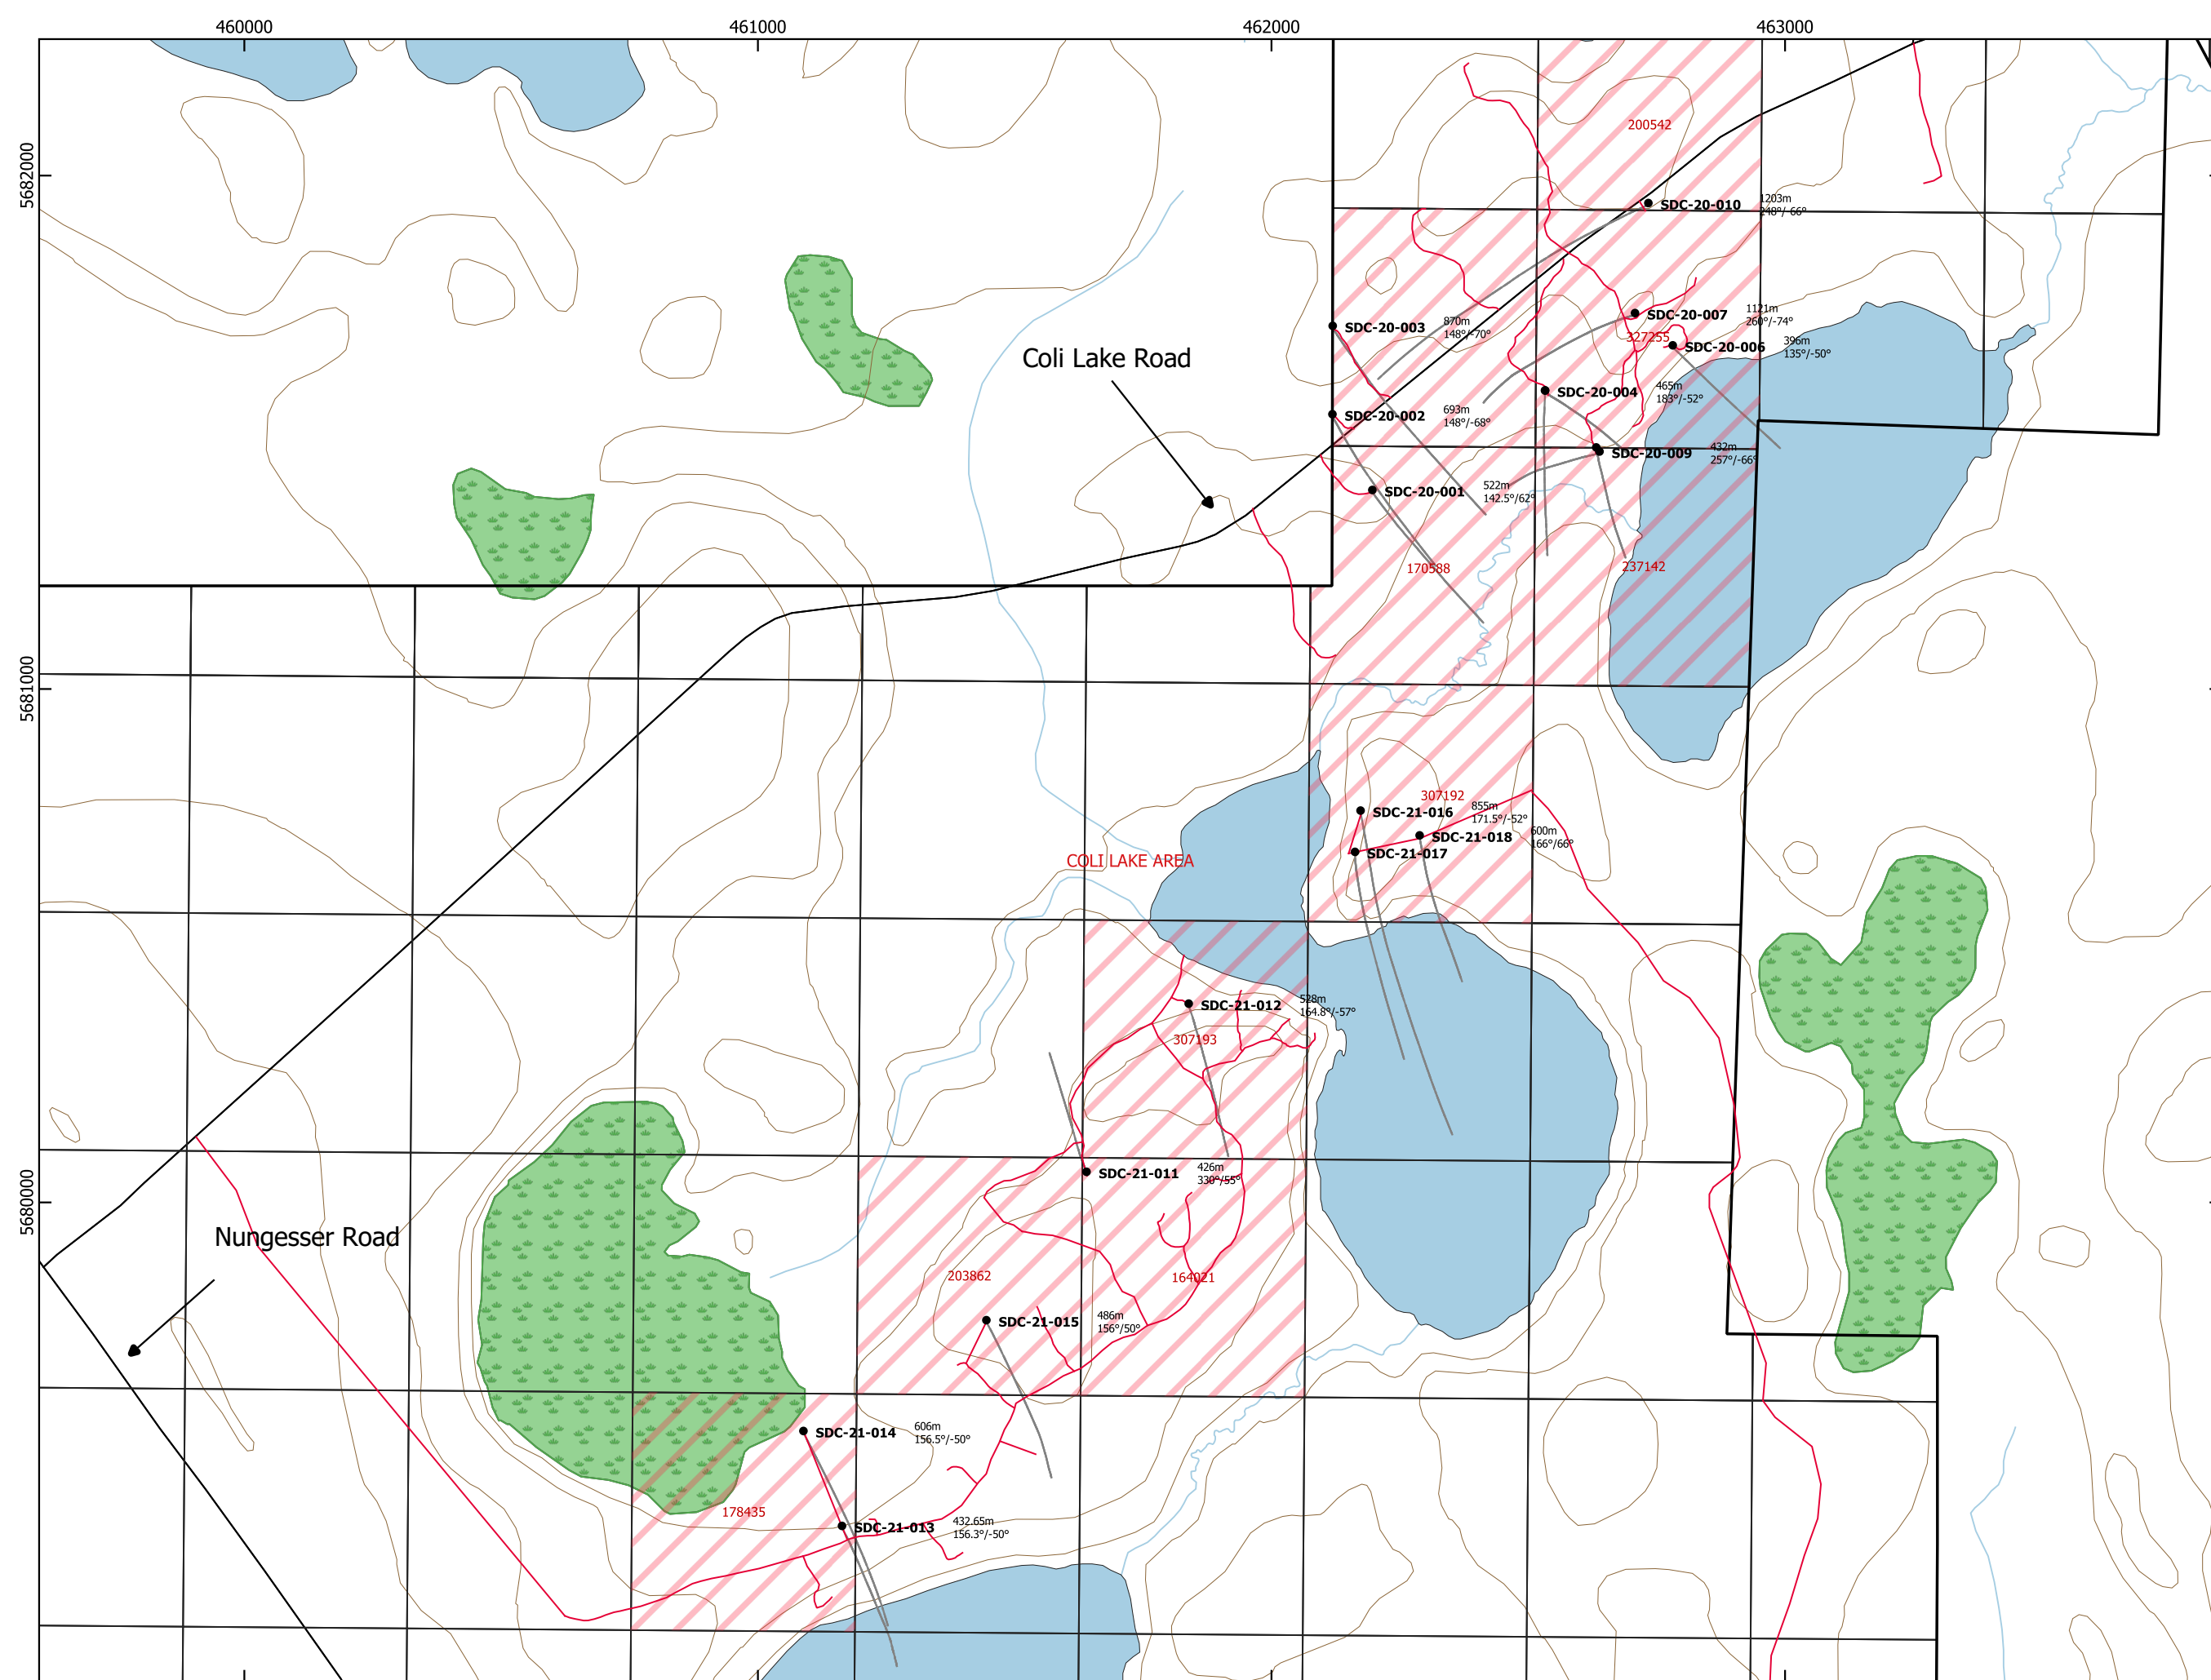 460000
461000
462000
463000
5682000
5681000
5680000
200542
SDC-20-010
1203m
248°/-66°
SDC-20-007
1121m
260°/-74°
SDC-20-003
870m
148°/-70°
327255
SDC-20-006
396m
135°/-50°
Coli Lake Road
SDC-20-004
465m
183°/-52°
SDC-20-002
693m
148°/-68°
SDC-20-009
432m
257°/-66°
SDC-20-001
522m
142.5°/62°
170588
237142
307192
SDC-21-016
855m
171.5°/-52°
SDC-21-018
600m
166°/66°
SDC-21-017
COLI LAKE AREA
SDC-21-012
528m
164.8°/-57°
307193
SDC-21-011
426m
330°/55°
Nungesser Road
203862
164021
SDC-21-015
486m
156°/50°
SDC-21-014
606m
156.5°/-50°
178435
SDC-21-013
432.65m
156.3°/-50°